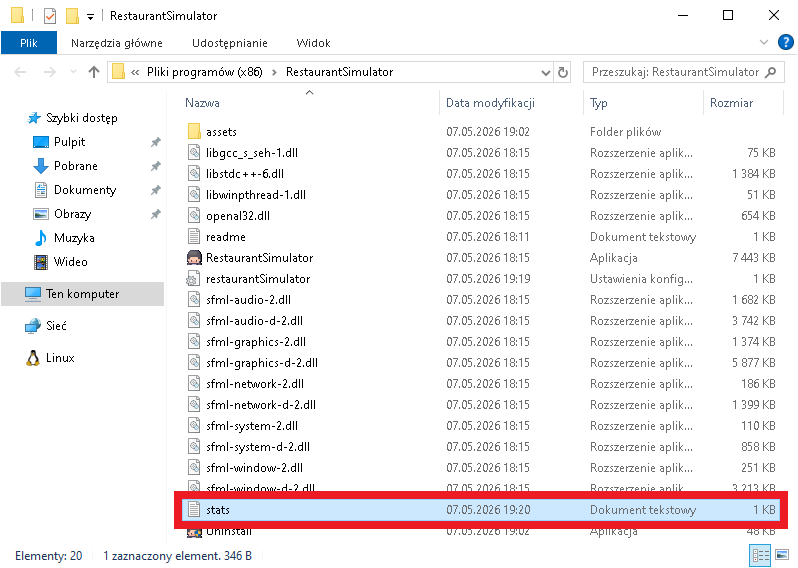 RestaurantSimulator
Plik Narzędzia główne Udostępnianie Widok
« Pliki programów (x86) > RestaurantSimulator Przeszukaj: RestaurantSimulator
Nazwa Data modyfikacji Typ Rozmiar
Szybki dostęp
Pulpit
Pobrane
Dokumenty
Obrazy
Muzyka
Wideo
Ten komputer
Sieć
Linux
assets 07.05.2026 19:02 Folder plików
libgcc_s_seh-1.dll 07.05.2026 18:15 Rozszerzenie aplik... 75 KB
libstdc++-6.dll 07.05.2026 18:15 Rozszerzenie aplik... 1 384 KB
libwinpthread-1.dll 07.05.2026 18:15 Rozszerzenie aplik... 51 KB
openal32.dll 07.05.2026 18:15 Rozszerzenie aplik... 654 KB
readme 07.05.2026 18:11 Dokument tekstowy 1 KB
RestaurantSimulator 07.05.2026 18:15 Aplikacja 7 443 KB
restaurantSimulator 07.05.2026 19:19 Ustawienia konfig... 1 KB
sfml-audio-2.dll 07.05.2026 18:15 Rozszerzenie aplik... 1 682 KB
sfml-audio-d-2.dll 07.05.2026 18:15 Rozszerzenie aplik... 3 742 KB
sfml-graphics-2.dll 07.05.2026 18:15 Rozszerzenie aplik... 1 374 KB
sfml-graphics-d-2.dll 07.05.2026 18:15 Rozszerzenie aplik... 5 877 KB
sfml-network-2.dll 07.05.2026 18:15 Rozszerzenie aplik... 186 KB
sfml-network-d-2.dll 07.05.2026 18:15 Rozszerzenie aplik... 1 399 KB
sfml-system-2.dll 07.05.2026 18:15 Rozszerzenie aplik... 110 KB
sfml-system-d-2.dll 07.05.2026 18:15 Rozszerzenie aplik... 858 KB
sfml-window-2.dll 07.05.2026 18:15 Rozszerzenie aplik... 251 KB
sfml-window-d-2.dll 07.05.2026 18:15 Rozszerzenie aplik... 3 213 KB
stats 07.05.2026 19:20 Dokument tekstowy 1 KB
Uninstall 07.05.2026 19:02 Aplikacja 48 KB
Elementy: 20 1 zaznaczony element. 346 B